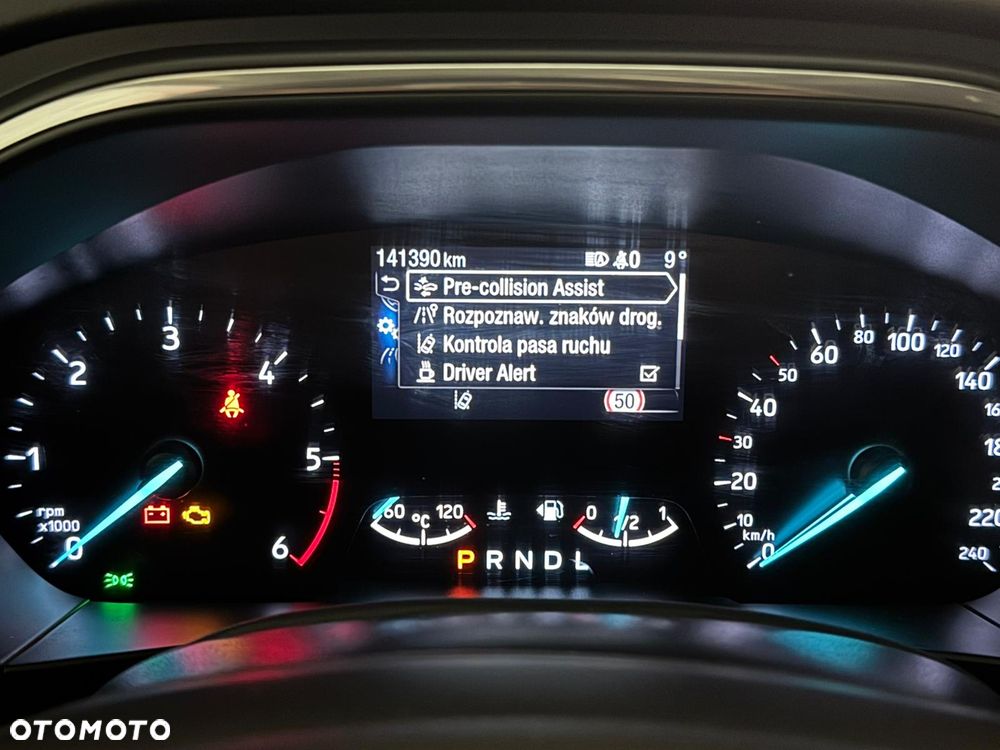 141390 km 0 9°
Pre-collision Assist
Rozpoznaw. znaków drog.
Kontrola pasa ruchu
Driver Alert
50
0 1 2 3 4 5 6
rpm
x1000
60 °C 120
0 1/2 1
P R N D L
0 10 20 30 40 50 60 80 100 120 140 220 240
km/h
OTOMOTO